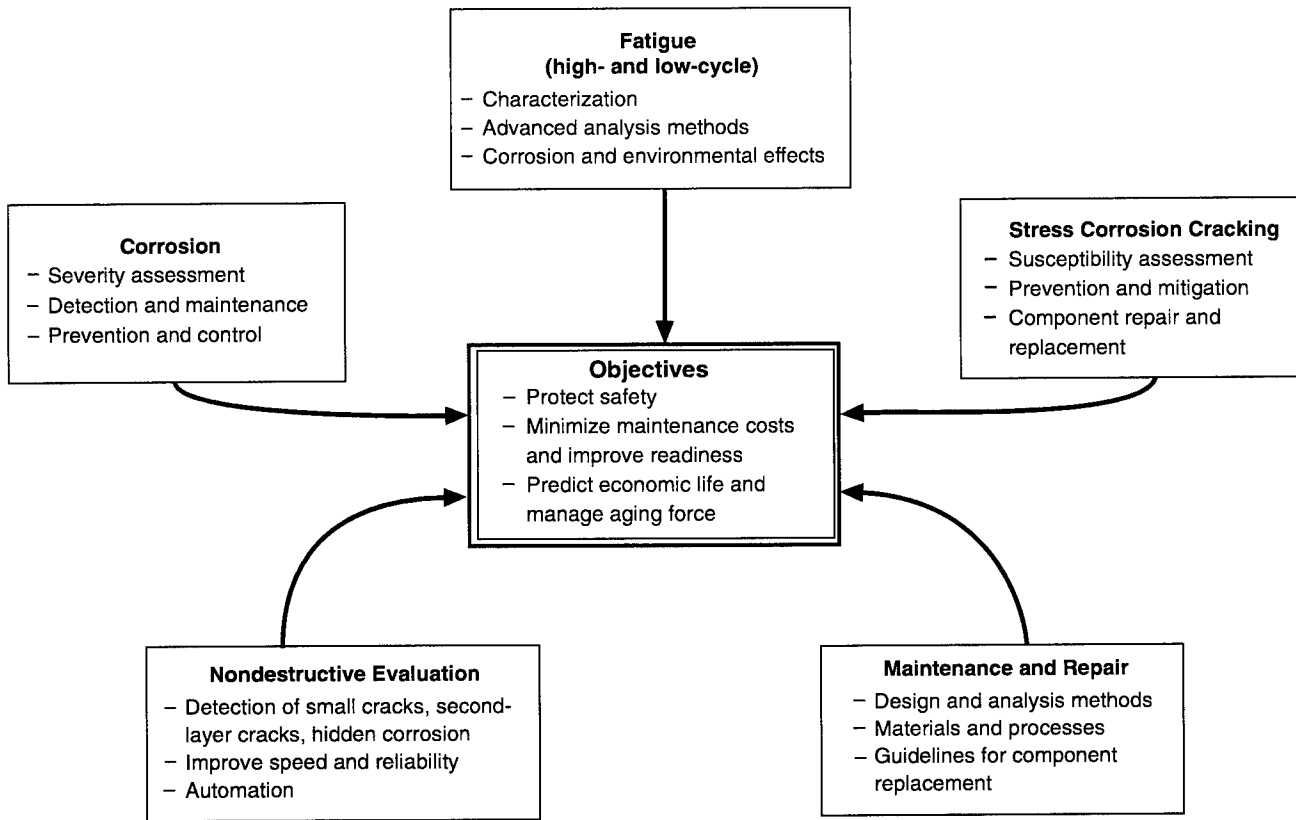 Fatigue
(high- and low-cycle)
– Characterization
– Advanced analysis methods
– Corrosion and environmental effects
Corrosion
– Severity assessment
– Detection and maintenance
– Prevention and control
Stress Corrosion Cracking
– Susceptibility assessment
– Prevention and mitigation
– Component repair and
replacement
Objectives
– Protect safety
– Minimize maintenance costs
and improve readiness
– Predict economic life and
manage aging force
Nondestructive Evaluation
– Detection of small cracks, second-
layer cracks, hidden corrosion
– Improve speed and reliability
– Automation
Maintenance and Repair
– Design and analysis methods
– Materials and processes
– Guidelines for component
replacement